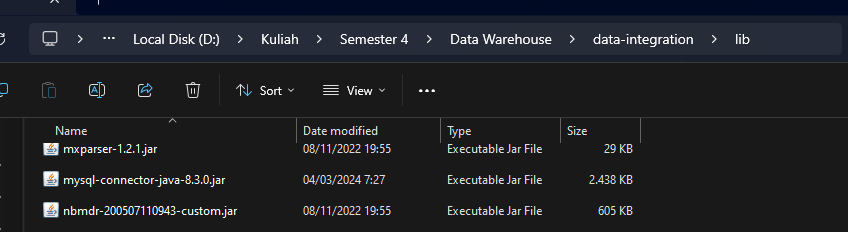 Local Disk (D:) > Kuliah > Semester 4 > Data Warehouse > data-integration > lib
Sort View
Name Date modified Type Size
mxparser-1.2.1.jar 08/11/2022 19:55 Executable Jar File 29 KB
mysql-connector-java-8.3.0.jar 04/03/2024 7:27 Executable Jar File 2.438 KB
nbmdr-200507110943-custom.jar 08/11/2022 19:55 Executable Jar File 605 KB